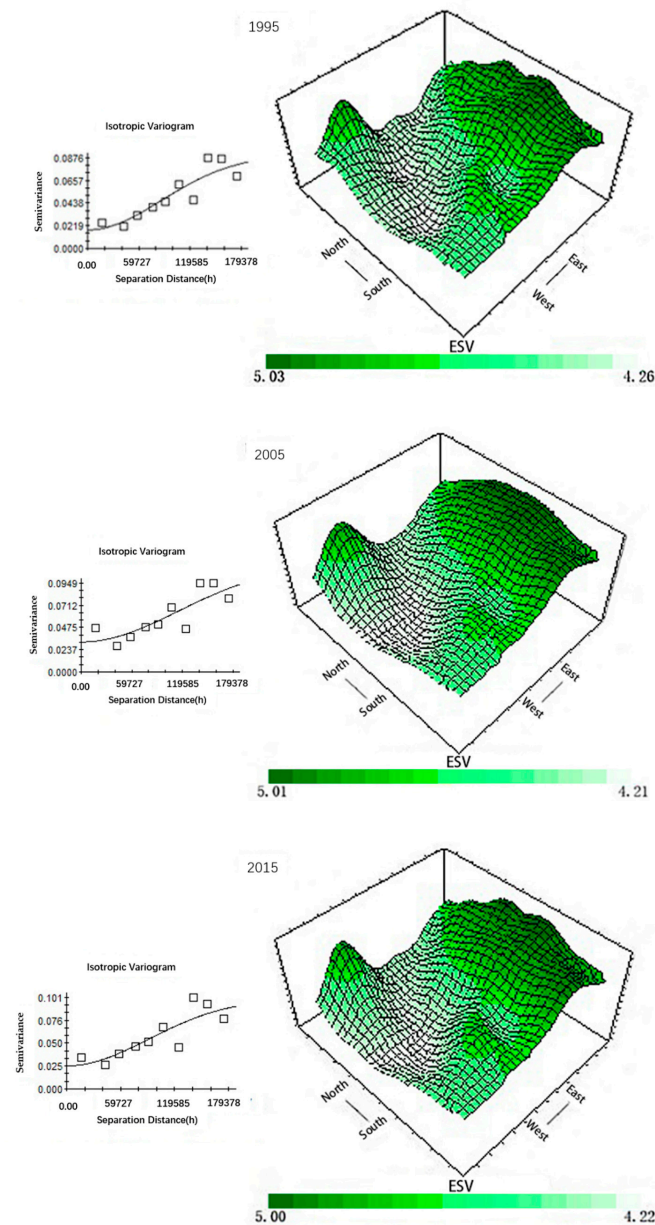 1995
Isotropic Variogram
Semivariance
0.0876
0.0657
0.0438
0.0219
0.0000
0.00 59727 119585 179378
Separation Distance(h)
North
South
East
West
ESV
5.03 4.26
2005
Isotropic Variogram
Semivariance
0.0949
0.0712
0.0475
0.0237
0.0000
0.00 59727 119585 179378
Separation Distance(h)
North
South
East
West
ESV
5.01 4.21
2015
Isotropic Variogram
Semivariance
0.101
0.076
0.050
0.025
0.000
0.00 59727 119585 179378
Separation Distance(h)
North
South
East
West
ESV
5.00 4.22